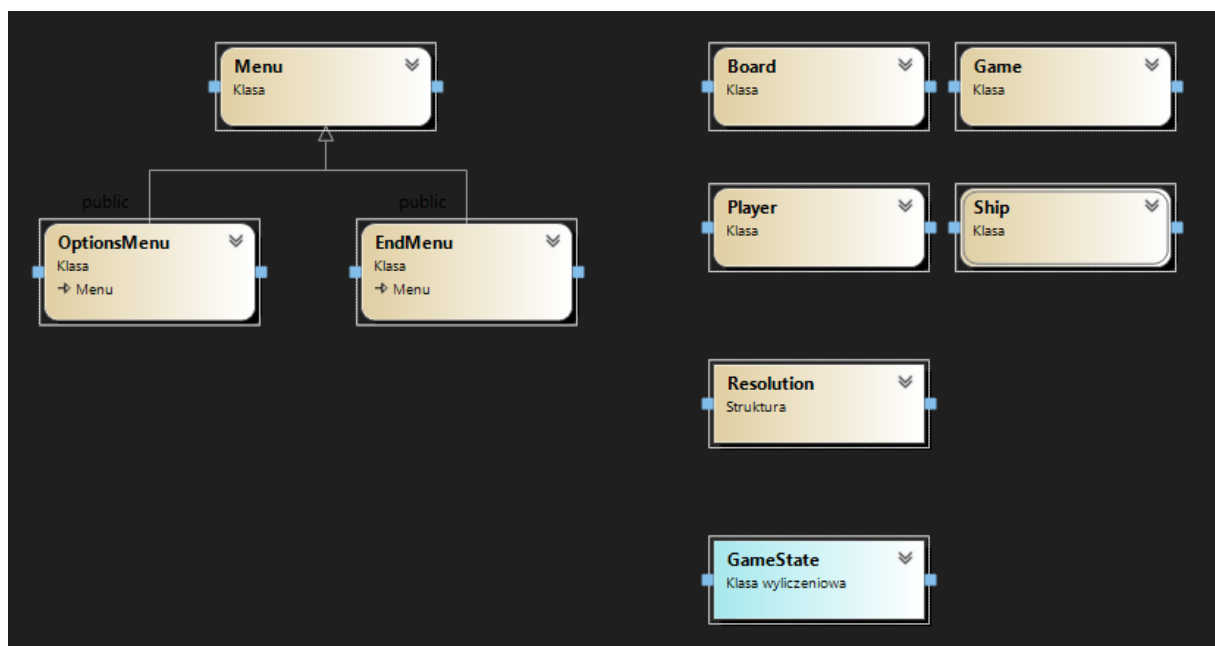 Menu
Klasa
public
public
OptionsMenu
Klasa
Menu
EndMenu
Klasa
Menu
Board
Klasa
Game
Klasa
Player
Klasa
Ship
Klasa
Resolution
Struktura
GameState
Klasa wyliczeniowa